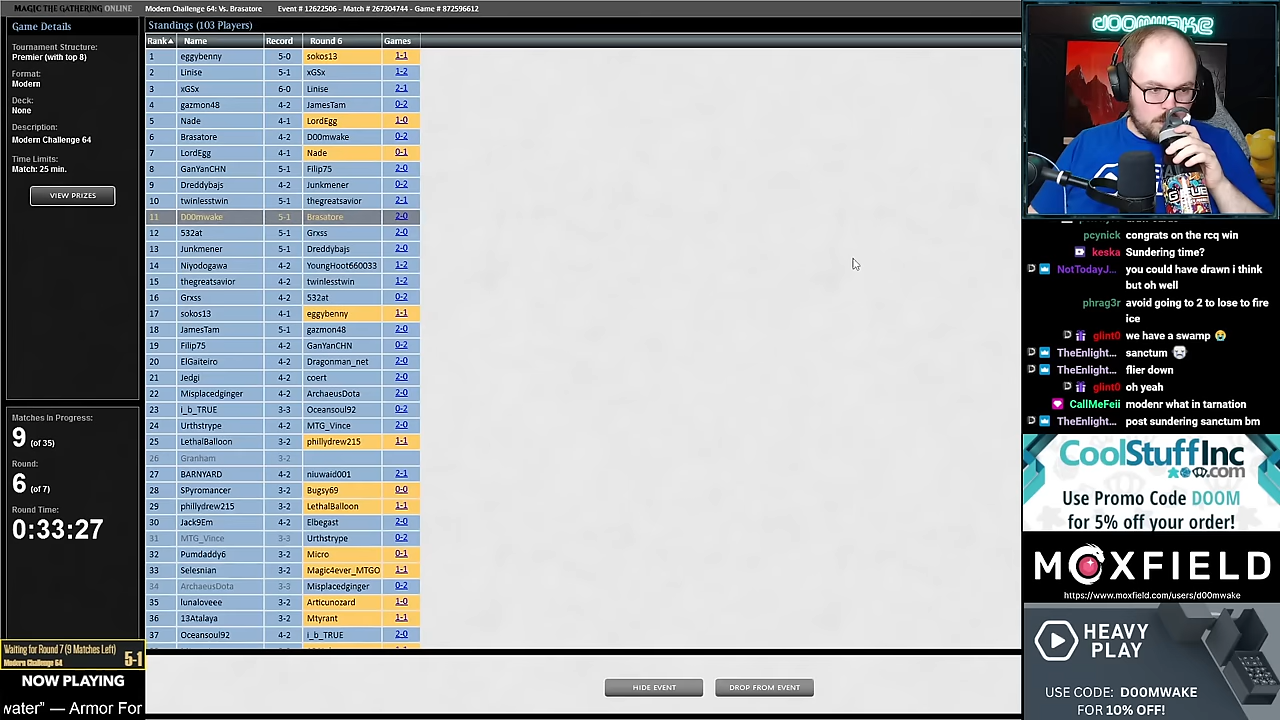 MAGIC THE GATHERING ONLINE
Modern Challenge 64: Vs. Brasatore Event # 12622506 - Match # 267304744 - Game # 872596612
Game Details
Tournament Structure:
Premier (with top 8)
Format:
Modern
Deck:
None
Description:
Modern Challenge 64
Time Limits:
Match: 25 min.
VIEW PRIZES
Matches In Progress:
9 (of 35)
Round:
6 (of 7)
Round Time:
0:33:27
Waiting for Round 7 (9 Matches Left)
Modern Challenge 64
5-1
NOW PLAYING
water” — Armor For
Standings (103 Players)
Rank Name Record Round 6 Games
1 eggybenny 5-0 sokos13 1-1
2 Linise 5-1 xGSx 1-2
3 xGSx 6-0 Linise 2-1
4 gazmon48 4-2 JamesTam 0-2
5 Nade 4-1 LordEgg 1-0
6 Brasatore 4-2 D00mwake 0-2
7 LordEgg 4-1 Nade 0-1
8 GanYanCHN 5-1 Filip75 2-0
9 Dreddybajs 4-2 Junkmener 0-2
10 twinlesstwin 5-1 thegreatsavior 2-1
11 D00mwake 5-1 Brasatore 2-0
12 532at 5-1 Grxss 2-0
13 Junkmener 5-1 Dreddybajs 2-0
14 Niyodogawa 4-2 YoungHoot660033 1-2
15 thegreatsavior 4-2 twinlesstwin 1-2
16 Grxss 4-2 532at 0-2
17 sokos13 4-1 eggybenny 1-1
18 JamesTam 5-1 gazmon48 2-0
19 Filip75 4-2 GanYanCHN 0-2
20 ElGaiteiro 4-2 Dragonman_net 2-0
21 Jedgi 4-2 coert 2-0
22 Misplacedginger 4-2 ArchaeusDota 2-0
23 i_b_TRUE 3-3 Oceansoul92 0-2
24 Urthstrype 4-2 MTG_Vince 2-0
25 LethalBalloon 3-2 phillydrew215 1-1
26 Granham 3-2
27 BARNYARD 4-2 niuwaid001 2-1
28 SPyromancer 3-2 Bugsy69 0-0
29 phillydrew215 3-2 LethalBalloon 1-1
30 Jack9Em 4-2 Elbegast 2-0
31 MTG_Vince 3-3 Urthstrype 0-2
32 Pumdaddy6 3-2 Micro 0-1
33 Selesnian 3-2 Magic4ever_MTGO 1-1
34 ArchaeusDota 3-3 Misplacedginger 0-2
35 lunaloveee 3-2 Articunozard 1-0
36 13Atalaya 3-2 Mtyrant 1-1
37 Oceansoul92 4-2 i_b_TRUE 2-0
HIDE EVENT
DROP FROM EVENT
d00mwake
pcynick congrats on the rcq win
keska Sundering time?
NotTodayJ... you could have drawn i think
but oh well
phrag3r avoid going to 2 to lose to fire
ice
glint0 we have a swamp
TheEnlight... sanctum
TheEnlight... flier down
glint0 oh yeah
CallMeFeii modenr what in tarnation
TheEnlight... post sundering sanctum bm
CoolStuffInc
.com
Use Promo Code DOOM
for 5% off your order!
MOXFIELD
https://www.moxfield.com/users/d00mwake
HEAVY
PLAY
USE CODE: D00MWAKE
FOR 10% OFF!